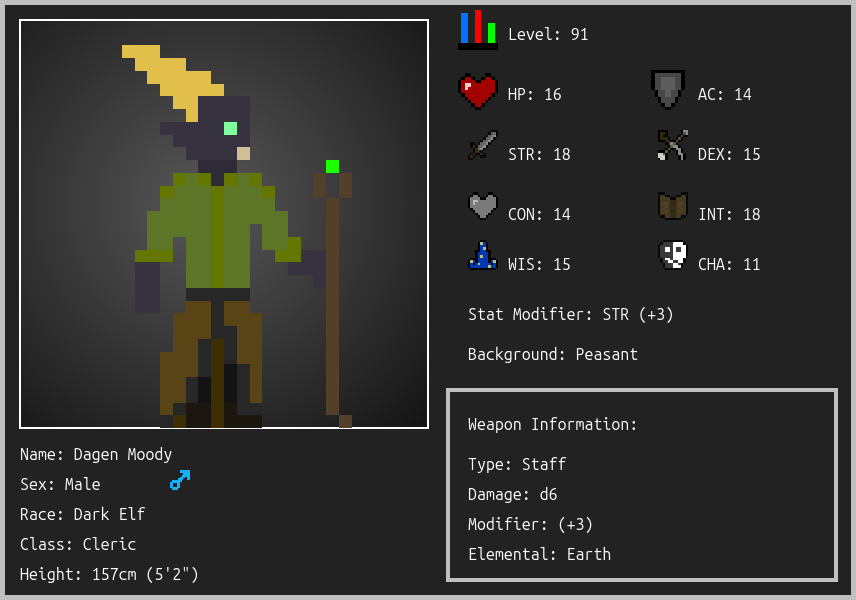 Level: 91
HP: 16
AC: 14
STR: 18
DEX: 15
CON: 14
INT: 18
WIS: 15
CHA: 11
Stat Modifier: STR (+3)
Background: Peasant
Weapon Information:
Type: Staff
Damage: d6
Modifier: (+3)
Elemental: Earth
Name: Dagen Moody
Sex: Male
Race: Dark Elf
Class: Cleric
Height: 157cm (5'2")